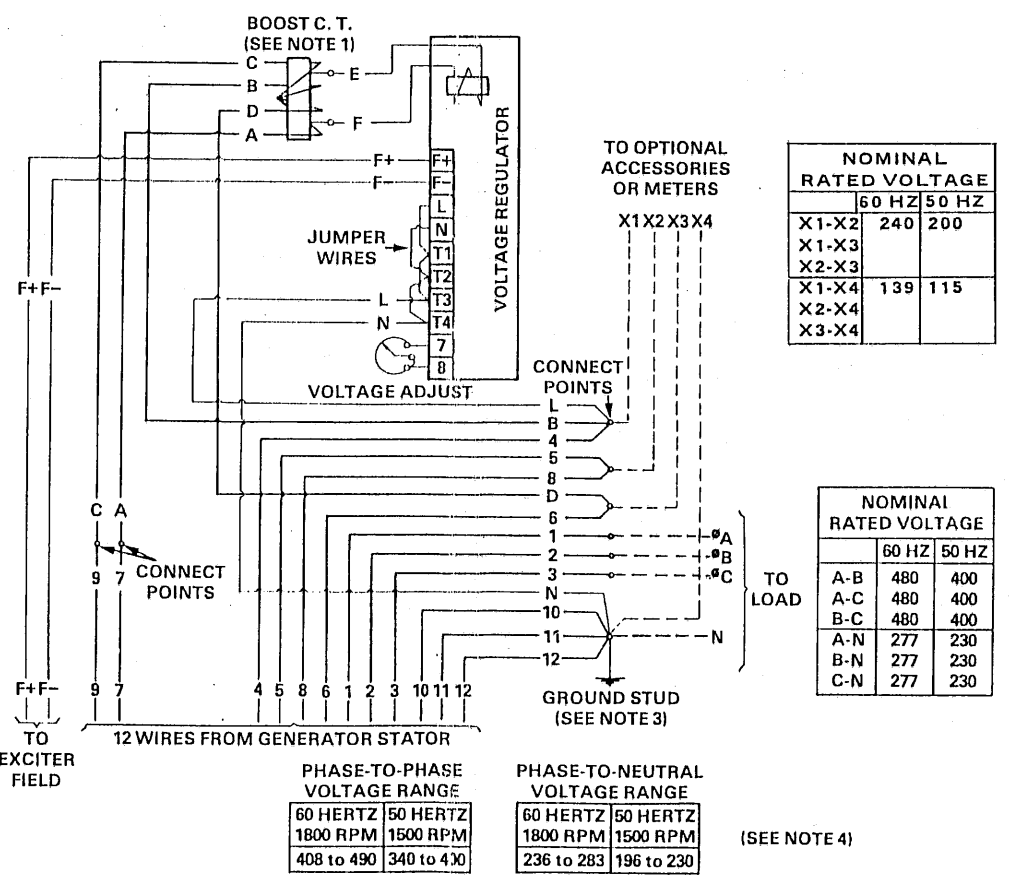 BOOST C. T.
(SEE NOTE 1)
C
B
D
A
E
F
F+
F–
F+
F–
L
N
T1
T2
T3
T4
7
8
VOLTAGE REGULATOR
JUMPER
WIRES
L
N
VOLTAGE ADJUST
F+ F–
TO OPTIONAL
ACCESSORIES
OR METERS
X1 X2 X3 X4
NOMINAL
RATED VOLTAGE
60 HZ 50 HZ
X1-X2 240 200
X1-X3
X2-X3
X1-X4 139 115
X2-X4
X3-X4
CONNECT
POINTS
L
B
4
5
8
D
6
1
2
3
N
10
11
12
ØA
ØB
ØC
N
TO
LOAD
C A
9 7
CONNECT
POINTS
NOMINAL
RATED VOLTAGE
60 HZ 50 HZ
A-B 480 400
A-C 480 400
B-C 480 400
A-N 277 230
B-N 277 230
C-N 277 230
GROUND STUD
(SEE NOTE 3)
F+ F– 9 7 4 5 8 6 1 2 3 10 11 12
TO
EXCITER
FIELD
12 WIRES FROM GENERATOR STATOR
PHASE-TO-PHASE
VOLTAGE RANGE
60 HERTZ 50 HERTZ
1800 RPM 1500 RPM
408 to 490 340 to 400
PHASE-TO-NEUTRAL
VOLTAGE RANGE
60 HERTZ 50 HERTZ
1800 RPM 1500 RPM
236 to 283 196 to 230
(SEE NOTE 4)